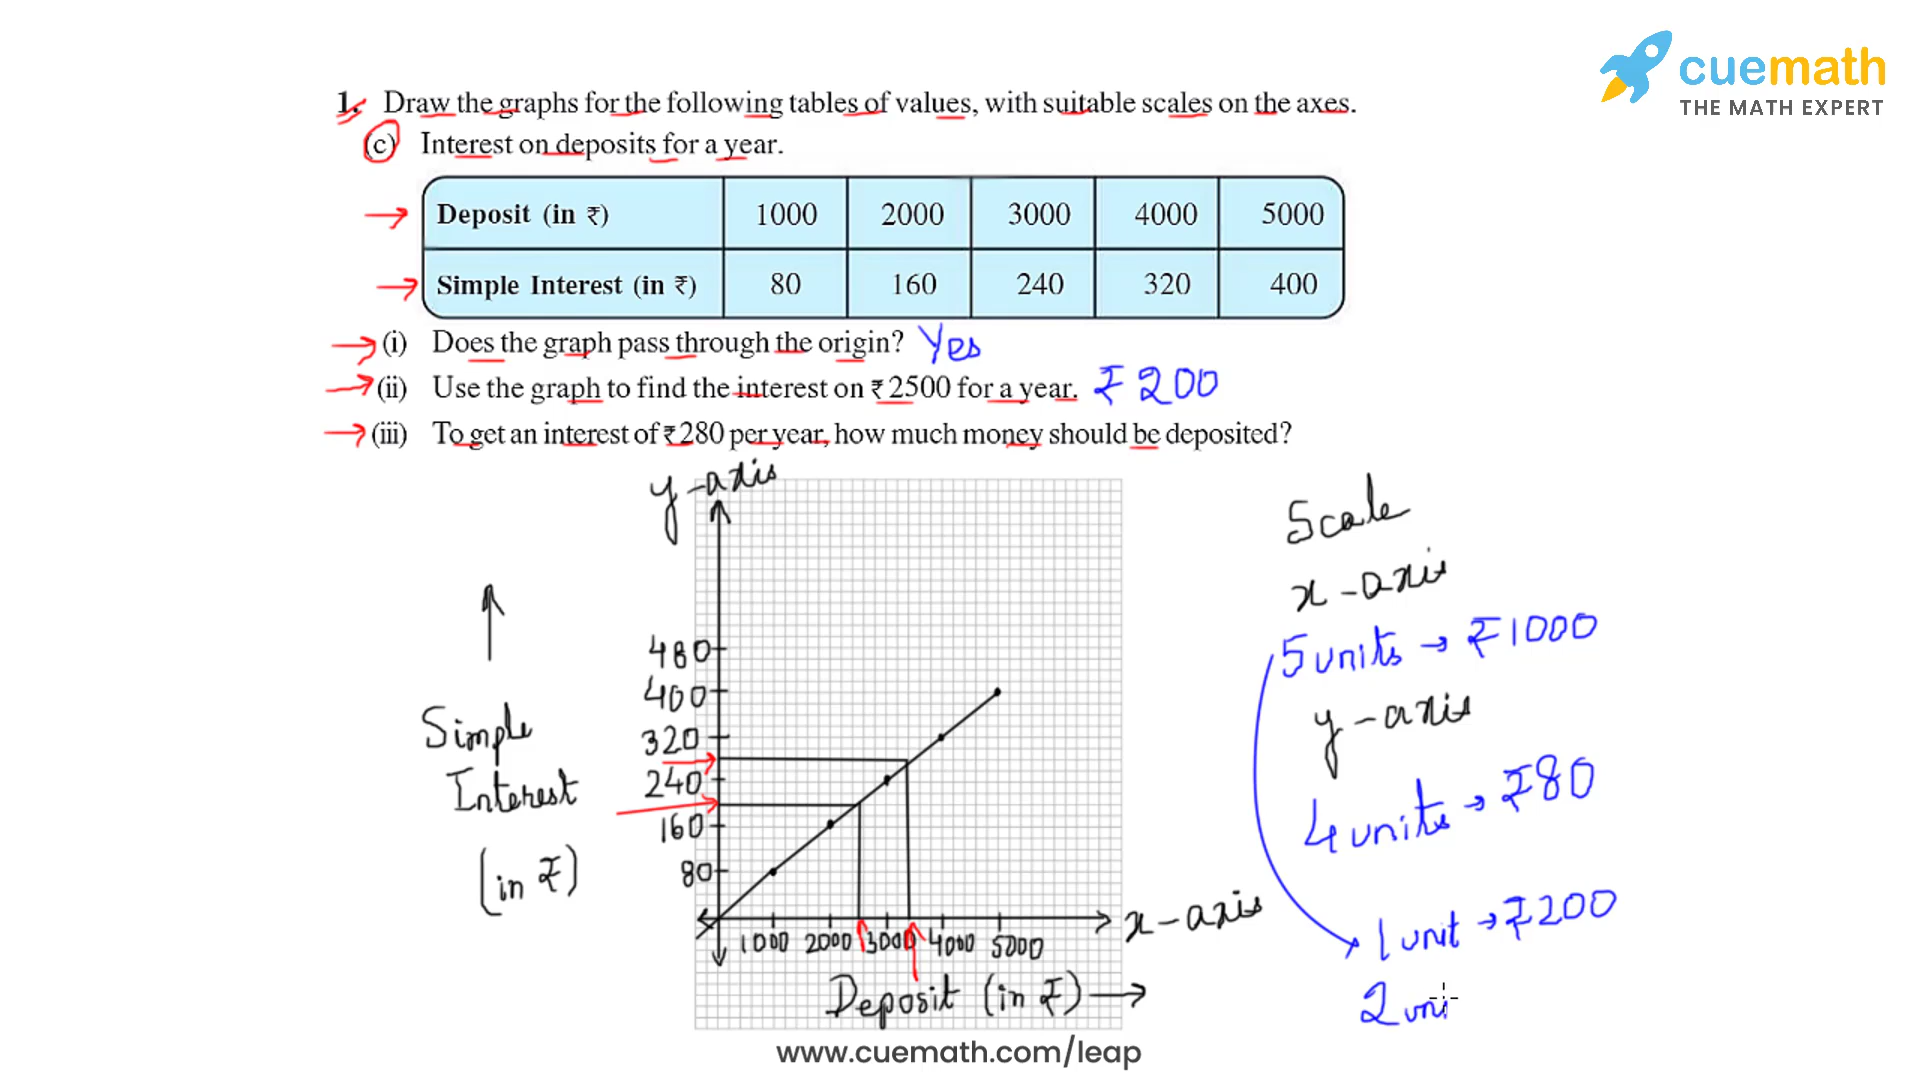 cuemath
THE MATH EXPERT
1. Draw the graphs for the following tables of values, with suitable scales on the axes.
(c) Interest on deposits for a year.
Deposit (in ₹) 1000 2000 3000 4000 5000
Simple Interest (in ₹) 80 160 240 320 400
(i) Does the graph pass through the origin? Yes
(ii) Use the graph to find the interest on ₹ 2500 for a year. ₹ 200
(iii) To get an interest of ₹ 280 per year, how much money should be deposited?
y-axis
480
400
320
240
160
80
Simple
Interest
(in ₹)
1000 2000 3000 4000 5000
x-axis
Deposit (in ₹) →
Scale
x-axis
5 units → ₹1000
y-axis
4 units → ₹80
1 unit → ₹200
2 uni
www.cuemath.com/leap